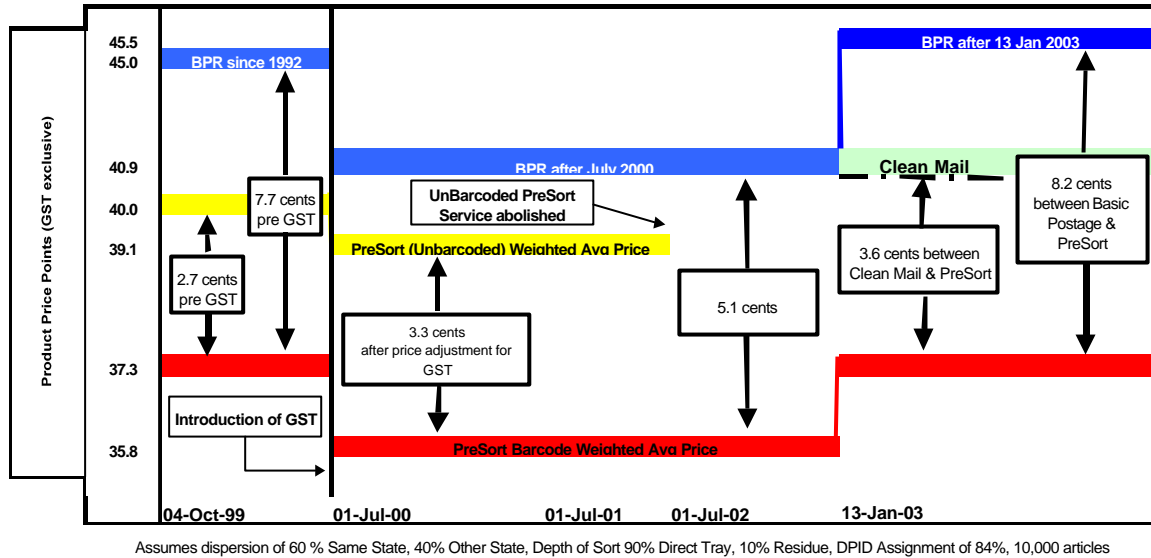 Product Price Points (GST exclusive)
45.5
45.0
40.9
40.0
39.1
37.3
35.8
BPR since 1992
7.7 cents
pre GST
2.7 cents
pre GST
Introduction of GST
BPR after July 2000
UnBarcoded PreSort
Service abolished
PreSort (Unbarcoded) Weighted Avg Price
3.3 cents
after price adjustment for
GST
5.1 cents
PreSort Barcode Weighted Avg Price
BPR after 13 Jan 2003
Clean Mail
3.6 cents between
Clean Mail & PreSort
8.2 cents
between Basic
Postage &
PreSort
04-Oct-99
01-Jul-00
01-Jul-01
01-Jul-02
13-Jan-03
Assumes dispersion of 60 % Same State, 40% Other State, Depth of Sort 90% Direct Tray, 10% Residue, DPID Assignment of 84%, 10,000 articles